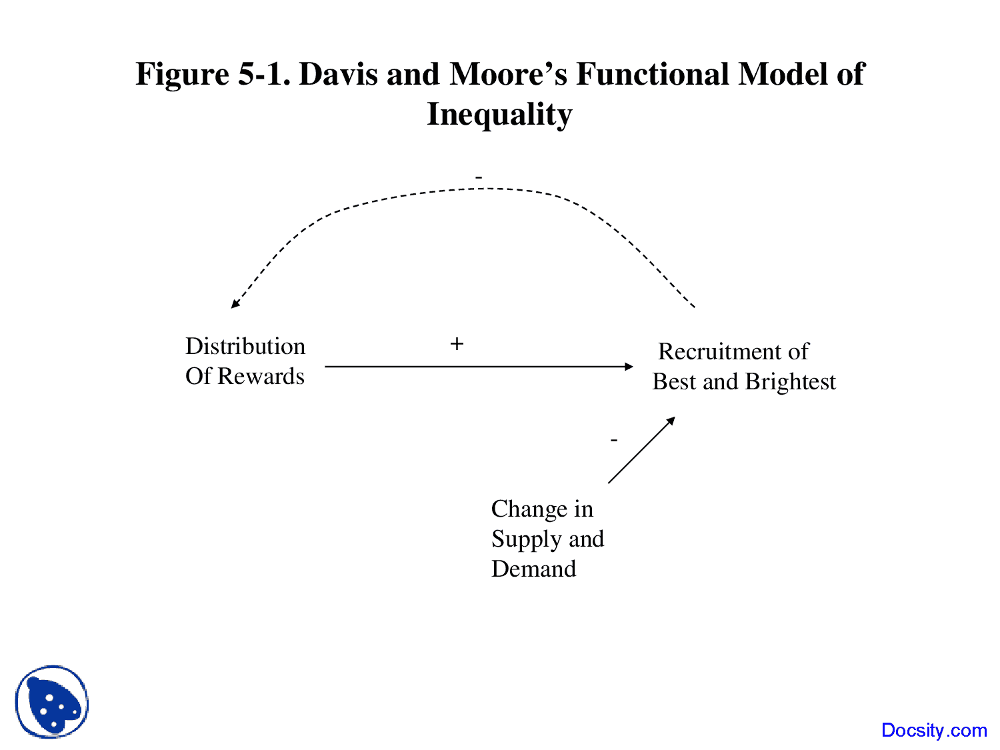 Figure 5-1. Davis and Moore’s Functional Model of
Inequality
-
+
Distribution
Of Rewards
Recruitment of
Best and Brightest
-
Change in
Supply and
Demand
Docsity.com